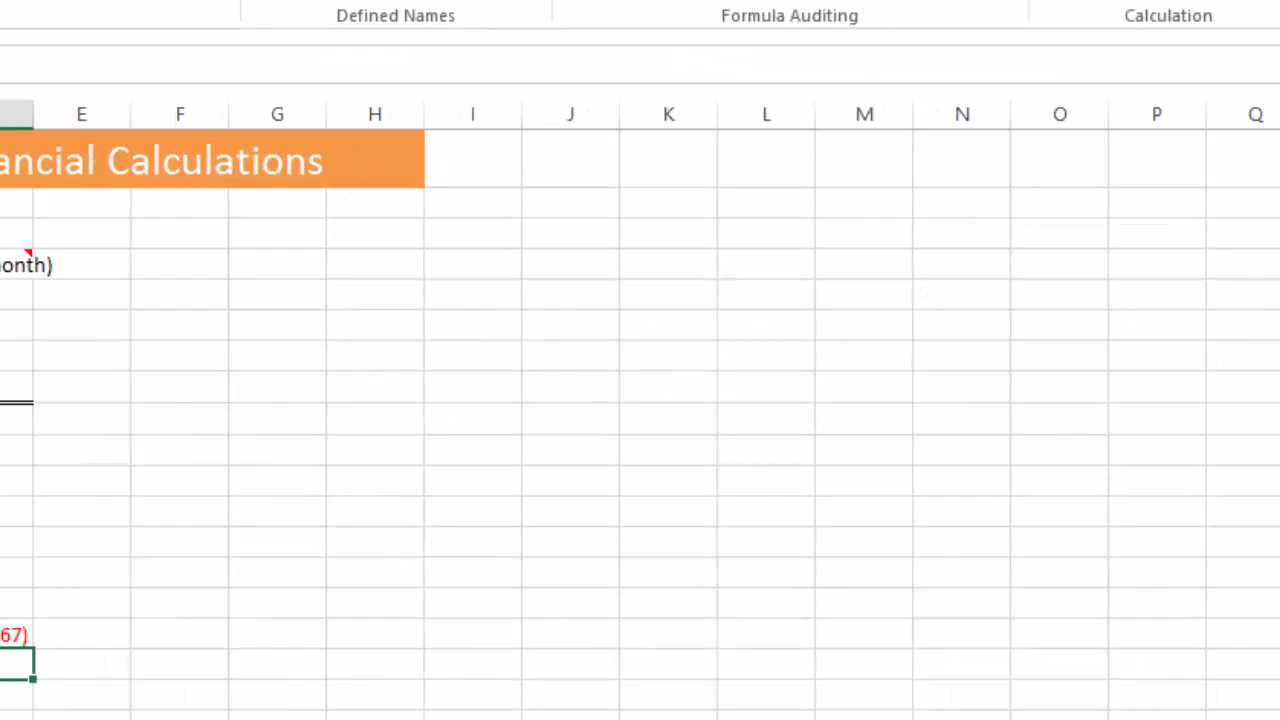 Defined Names Formula Auditing Calculation
E F G H I J K L M N O P Q
ancial Calculations
onth)
67)